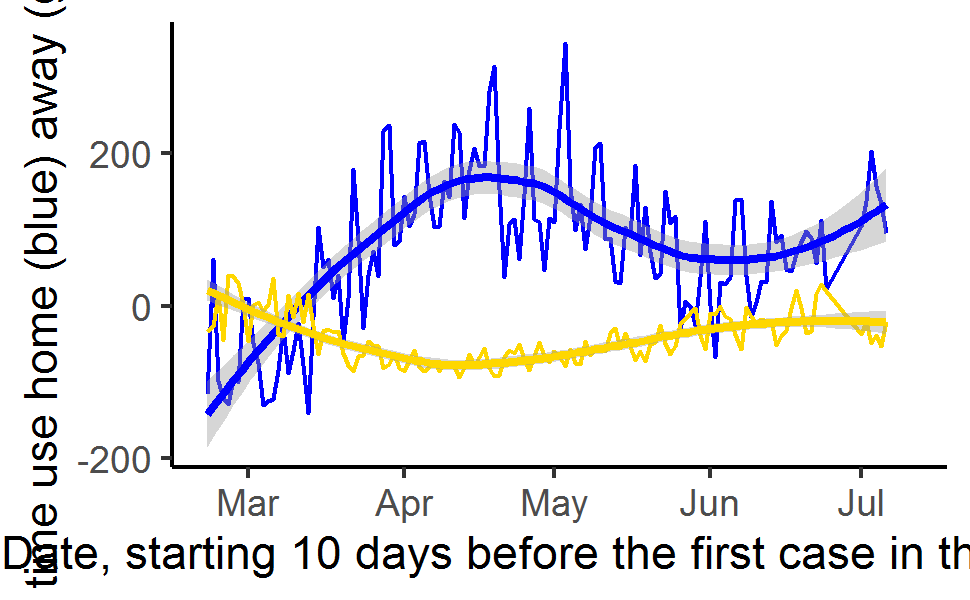 time use home (blue) away (
200
0
-200
Mar Apr May Jun Jul
Date, starting 10 days before the first case in th